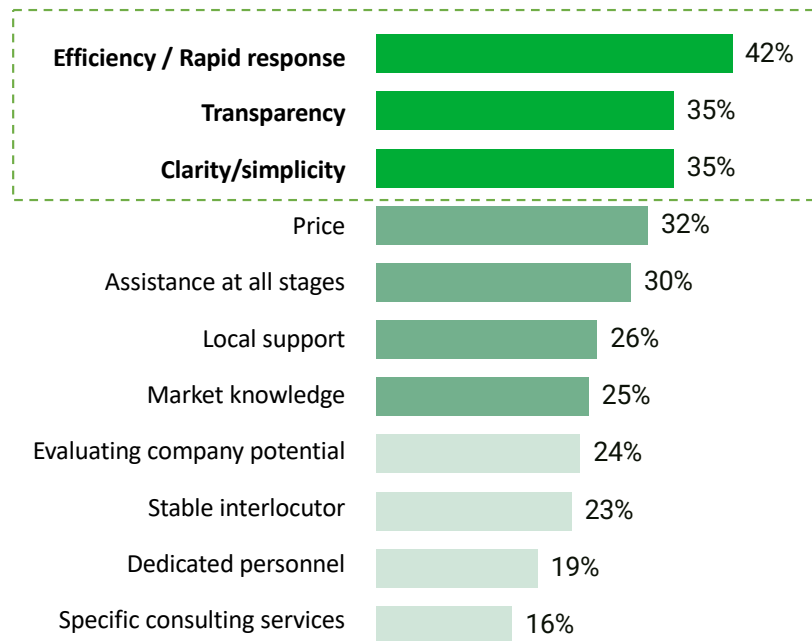 Efficiency / Rapid response 42%
Transparency 35%
Clarity/simplicity 35%
Price 32%
Assistance at all stages 30%
Local support 26%
Market knowledge 25%
Evaluating company potential 24%
Stable interlocutor 23%
Dedicated personnel 19%
Specific consulting services 16%